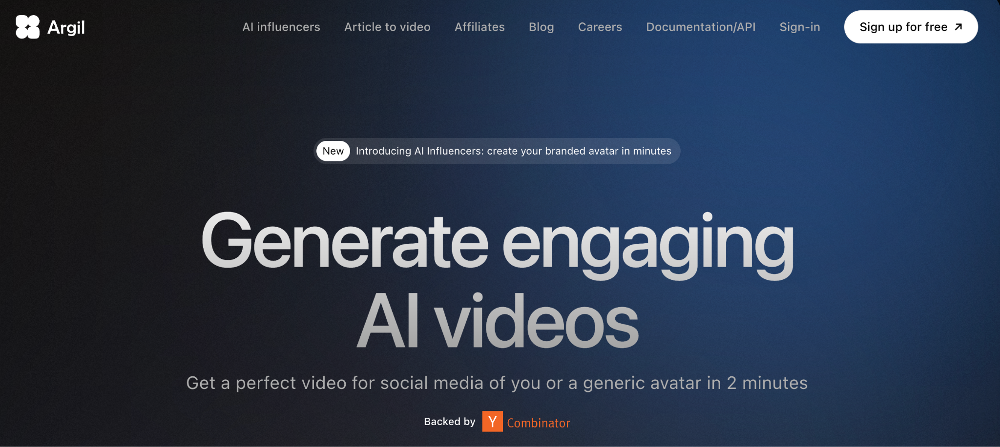 Argil
AI influencers
Article to video
Affiliates
Blog
Careers
Documentation/API
Sign-in
Sign up for free
New
Introducing AI Influencers: create your branded avatar in minutes
Generate engaging
AI videos
Get a perfect video for social media of you or a generic avatar in 2 minutes
Backed by Y Combinator